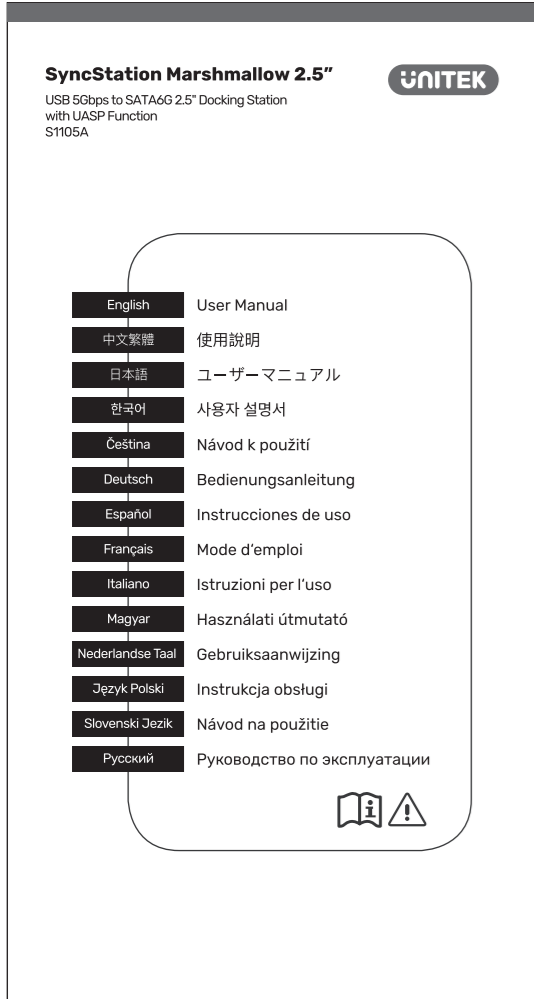 SyncStation Marshmallow 2.5”
UNITEK
USB 5Gbps to SATA6G 2.5" Docking Station
with UASP Function
S1105A
English User Manual
中文繁體 使用說明
日本語 ユーザーマニュアル
한국어 사용자 설명서
Čeština Návod k použití
Deutsch Bedienungsanleitung
Español Instrucciones de uso
Français Mode d’emploi
Italiano Istruzioni per l’uso
Magyar Használati útmutató
Nederlandse Taal Gebruiksaanwijzing
Język Polski Instrukcja obsługi
Slovenski Jezik Návod na použitie
Русский Руководство по эксплуатации